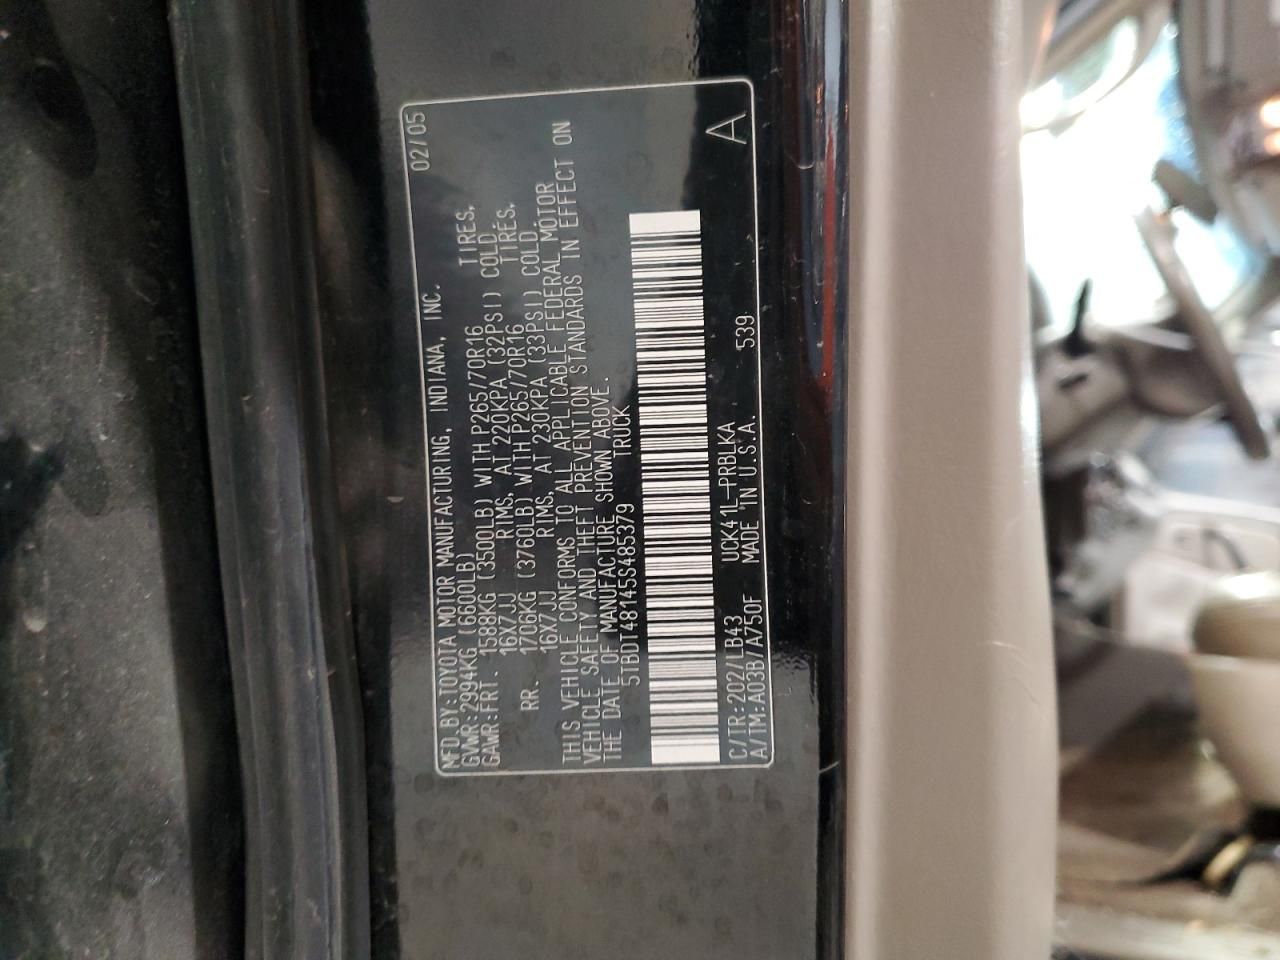 MFD.BY:TOYOTA MOTOR MANUFACTURING, INDIANA, INC. 02/05
GVWR:2994KG (6600LB)
GAWR:FRT. 1588KG (3500LB) WITH P265/70R16 TIRES,
16X7JJ RIMS, AT 220KPA (32PSI) COLD.
RR. 1706KG (3760LB) WITH P265/70R16 TIRES,
16X7JJ RIMS, AT 230KPA (33PSI) COLD.
THIS VEHICLE CONFORMS TO ALL APPLICABLE FEDERAL MOTOR
VEHICLE SAFETY AND THEFT PREVENTION STANDARDS IN EFFECT ON
THE DATE OF MANUFACTURE SHOWN ABOVE.
5TBDT48145S485379 TRUCK
C/TR:202/LB43 UCK41L-PRBLKA
A/TM:A03B/A750F MADE IN U.S.A. 539 A